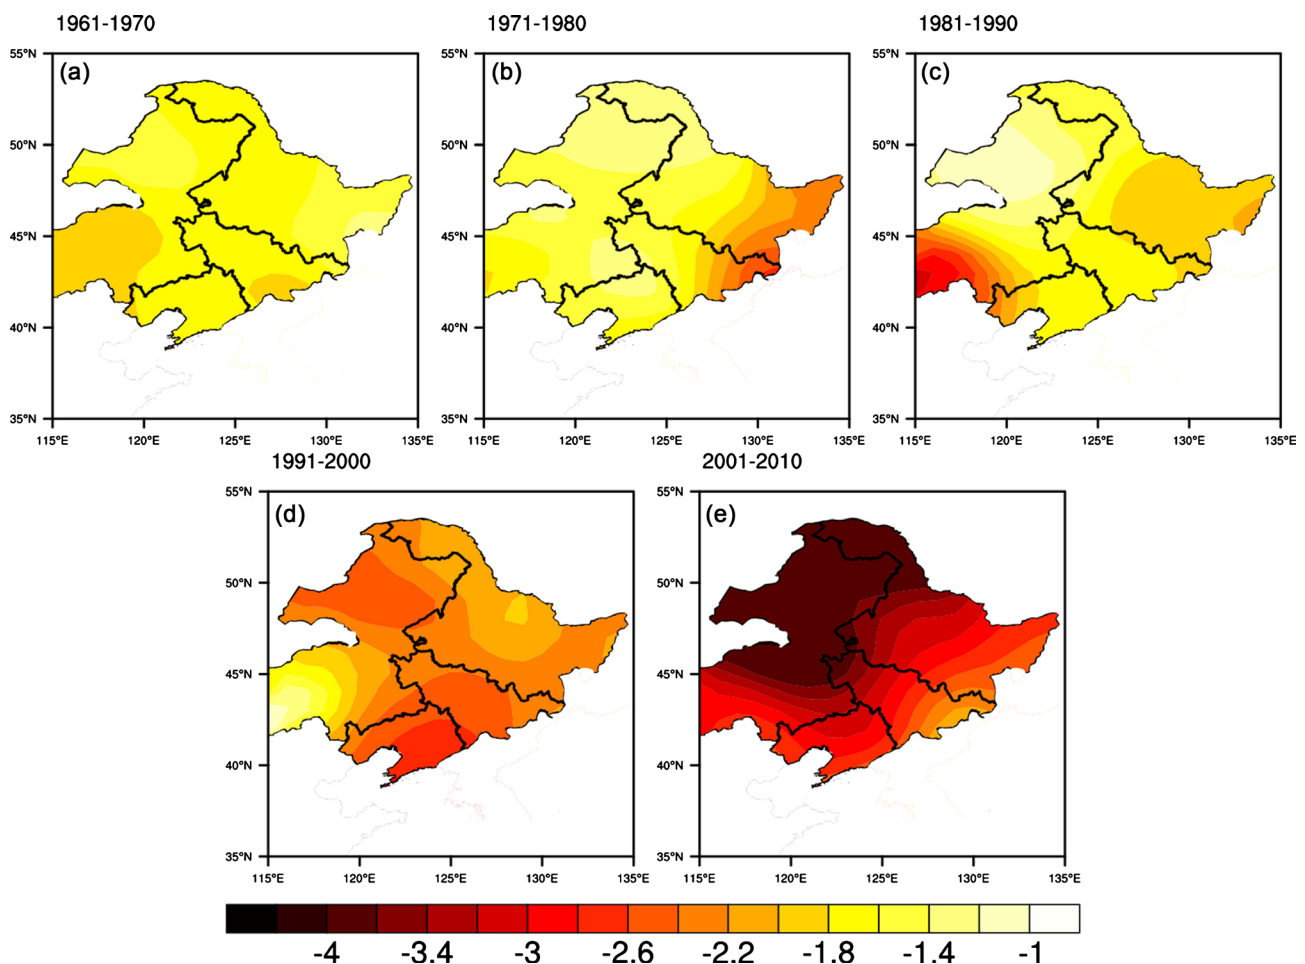 1961-1970
1971-1980
1981-1990
55°N
(a)
55°N
(b)
55°N
(c)
50°N
50°N
50°N
45°N
45°N
45°N
40°N
40°N
40°N
35°N
35°N
35°N
115°E
120°E
125°E
130°E
135°E
115°E
120°E
125°E
130°E
135°E
115°E
120°E
125°E
130°E
135°E
1991-2000
2001-2010
55°N
(d)
55°N
(e)
50°N
50°N
45°N
45°N
40°N
40°N
35°N
35°N
115°E
120°E
125°E
130°E
135°E
115°E
120°E
125°E
130°E
135°E
-4 -3.4 -3 -2.6 -2.2 -1.8 -1.4 -1